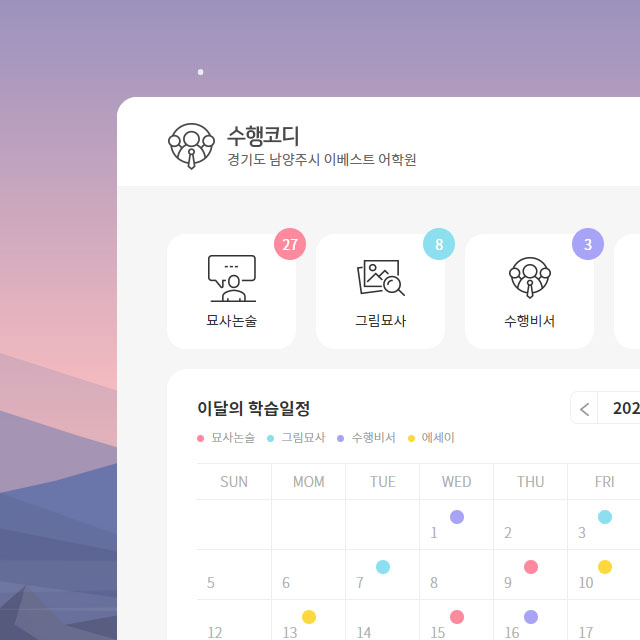 수행코디
경기도 남양주시 이베스트 어학원
27
8
3
묘사논술
그림묘사
수행비서
이달의 학습일정
202
묘사논술 그림묘사 수행비서 에세이
SUN MOM TUE WED THU FRI
1 2 3
5 6 7 8 9 10
12 13 14 15 16 17